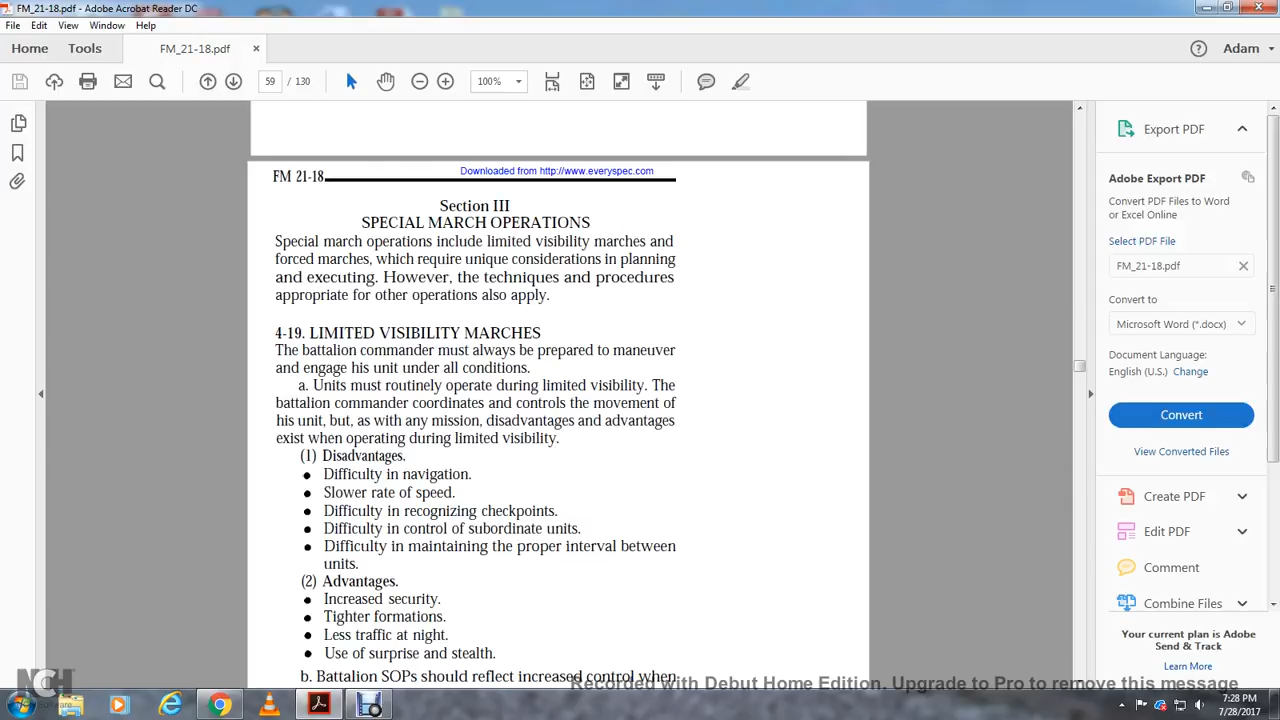 FM_21-18.pdf - Adobe Acrobat Reader DC
File Edit View Window Help
Home Tools FM_21-18.pdf × Adam
59 / 130 100%
FM 21-18 Downloaded from http://www.everyspec.com
Section III
SPECIAL MARCH OPERATIONS
Special march operations include limited visibility marches and
forced marches, which require unique considerations in planning
and executing. However, the techniques and procedures
appropriate for other operations also apply.
4-19. LIMITED VISIBILITY MARCHES
The battalion commander must always be prepared to maneuver
and engage his unit under all conditions.
a. Units must routinely operate during limited visibility. The
battalion commander coordinates and controls the movement of
his unit, but, as with any mission, disadvantages and advantages
exist when operating during limited visibility.
(1) Disadvantages.
● Difficulty in navigation.
● Slower rate of speed.
● Difficulty in recognizing checkpoints.
● Difficulty in control of subordinate units.
● Difficulty in maintaining the proper interval between
units.
(2) Advantages.
● Increased security.
● Tighter formations.
● Less traffic at night.
● Use of surprise and stealth.
b. Battalion SOPs should reflect increased control when
Export PDF
Adobe Export PDF
Convert PDF Files to Word
or Excel Online
Select PDF File
FM_21-18.pdf
Convert to
Microsoft Word (*.docx)
Document Language:
English (U.S.) Change
Convert
View Converted Files
Create PDF
Edit PDF
Comment
Combine Files
Your current plan is Adobe
Send & Track
Learn More
NCH
Software
Recorded with Debut Home Edition. Upgrade to Pro to remove this message
7:28 PM
7/28/2017